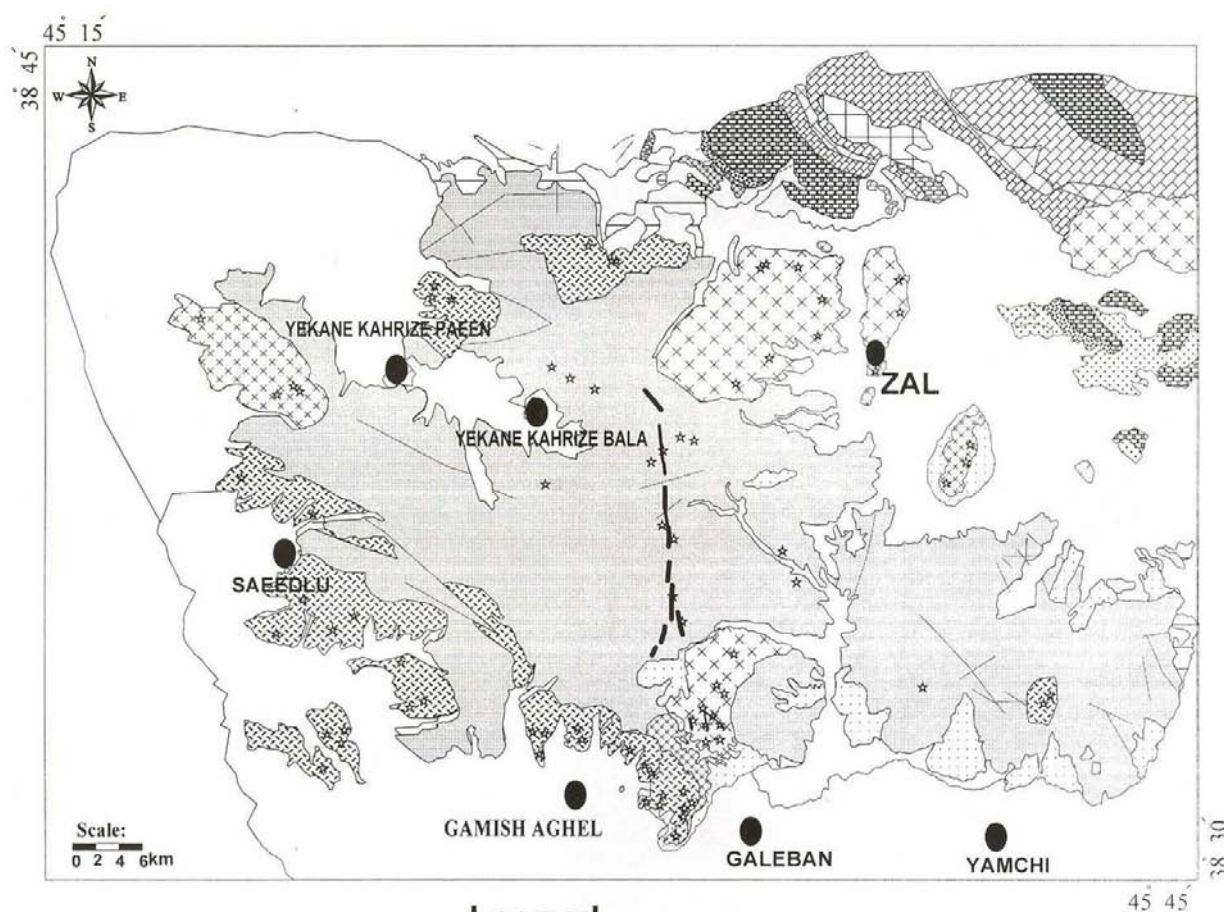 45° 15'
38° 45'
N
W E
S
YEKANE KAHRIZE PAEEN
ZAL
YEKANE KAHRIZE BALA
SAEEDLU
Scale:
0 2 4 6km
GAMISH AGHEL
GALEBAN
YAMCHI
38° 30'
45° 45'